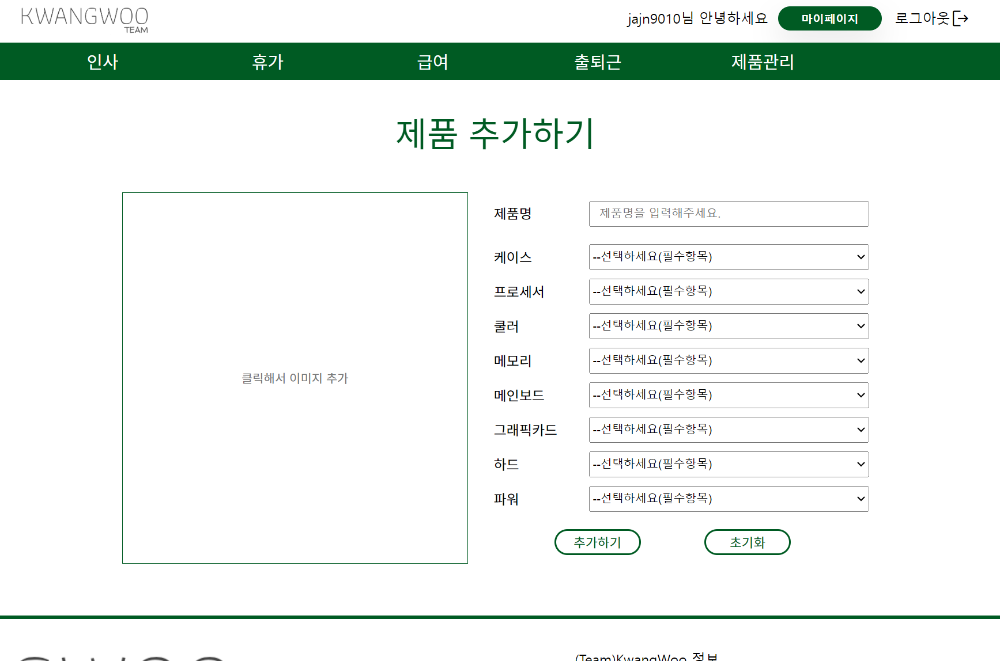 KWANGWOO
TEAM
jajn9010님 안녕하세요
마이페이지
로그아웃
인사
휴가
급여
출퇴근
제품관리
제품 추가하기
클릭해서 이미지 추가
제품명
제품명을 입력해주세요.
케이스
--선택하세요(필수항목)
프로세서
--선택하세요(필수항목)
쿨러
--선택하세요(필수항목)
메모리
--선택하세요(필수항목)
메인보드
--선택하세요(필수항목)
그래픽카드
--선택하세요(필수항목)
하드
--선택하세요(필수항목)
파워
--선택하세요(필수항목)
추가하기
초기화
(Team)KwangWoo 정보